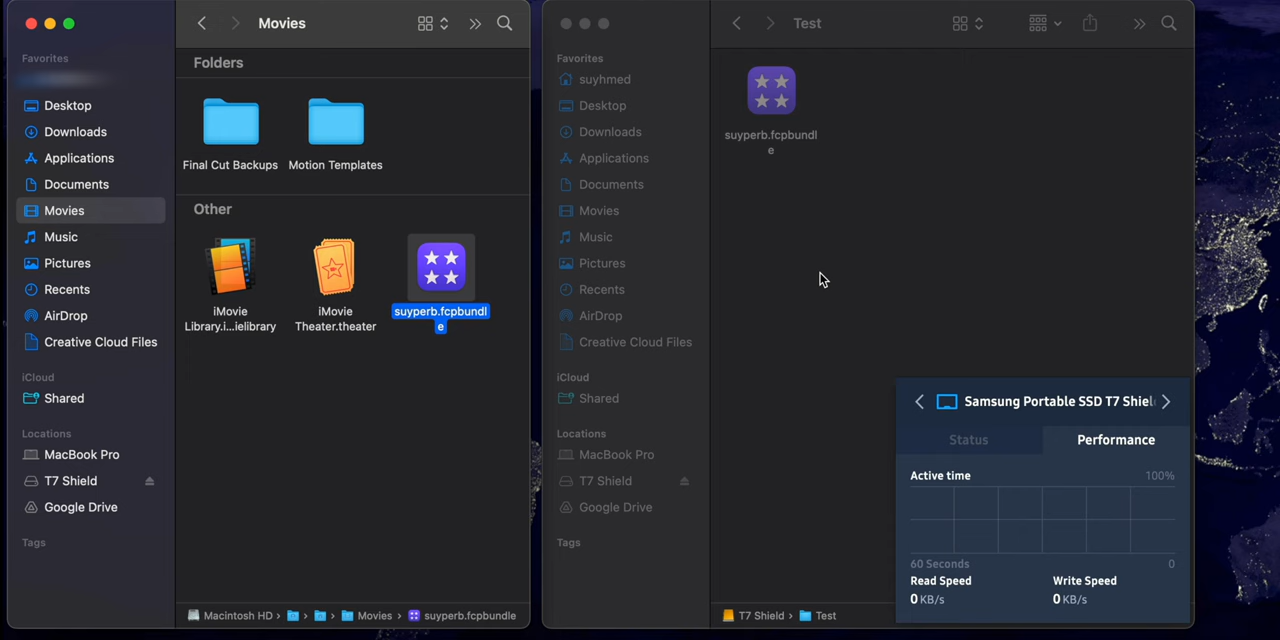 Movies
Favorites
Desktop
Downloads
Applications
Documents
Movies
Music
Pictures
Recents
AirDrop
Creative Cloud Files
iCloud
Shared
Locations
MacBook Pro
T7 Shield
Google Drive
Tags
Folders
Final Cut Backups
Motion Templates
Other
iMovie
Library.i...ielibrary
iMovie
Theater.theater
suyperb.fcpbundl
e
Macintosh HD › › › Movies › suyperb.fcpbundle
Test
Favorites
suyhmed
Desktop
Downloads
Applications
Documents
Movies
Music
Pictures
Recents
AirDrop
Creative Cloud Files
iCloud
Shared
Locations
MacBook Pro
T7 Shield
Google Drive
Tags
suyperb.fcpbundl
e
T7 Shield › Test
Samsung Portable SSD T7 Shiel
Status
Performance
Active time
100%
60 Seconds
0
Read Speed
0 KB/s
Write Speed
0 KB/s